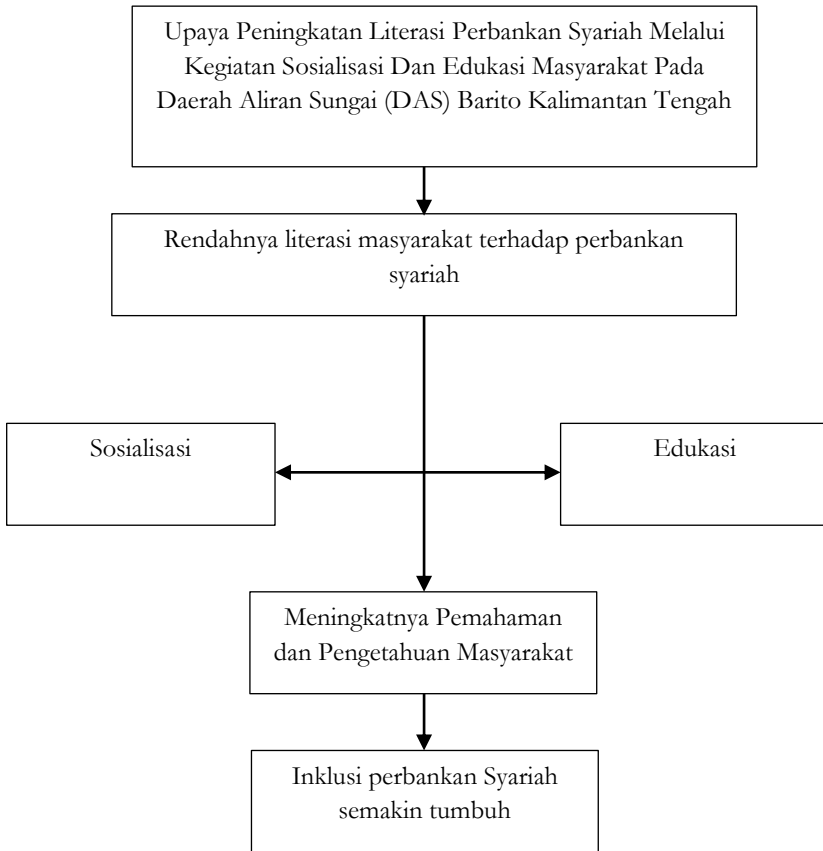 Upaya Peningkatan Literasi Perbankan Syariah Melalui
Kegiatan Sosialisasi Dan Edukasi Masyarakat Pada
Daerah Aliran Sungai (DAS) Barito Kalimantan Tengah
Rendahnya literasi masyarakat terhadap perbankan
syariah
Sosialisasi
Edukasi
Meningkatnya Pemahaman
dan Pengetahuan Masyarakat
Inklusi perbankan Syariah
semakin tumbuh